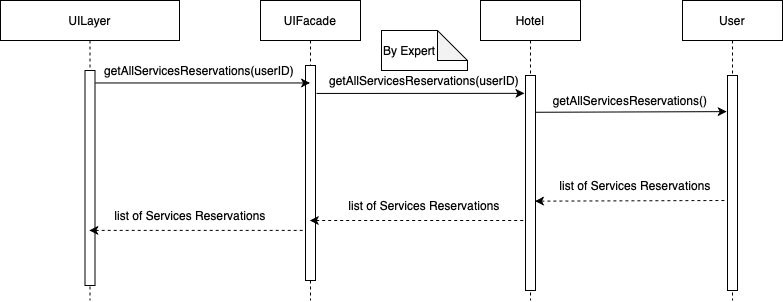 UILayer
UIFacade
Hotel
User
By Expert
getAllServicesReservations(userID)
getAllServicesReservations(userID)
getAllServicesReservations()
list of Services Reservations
list of Services Reservations
list of Services Reservations